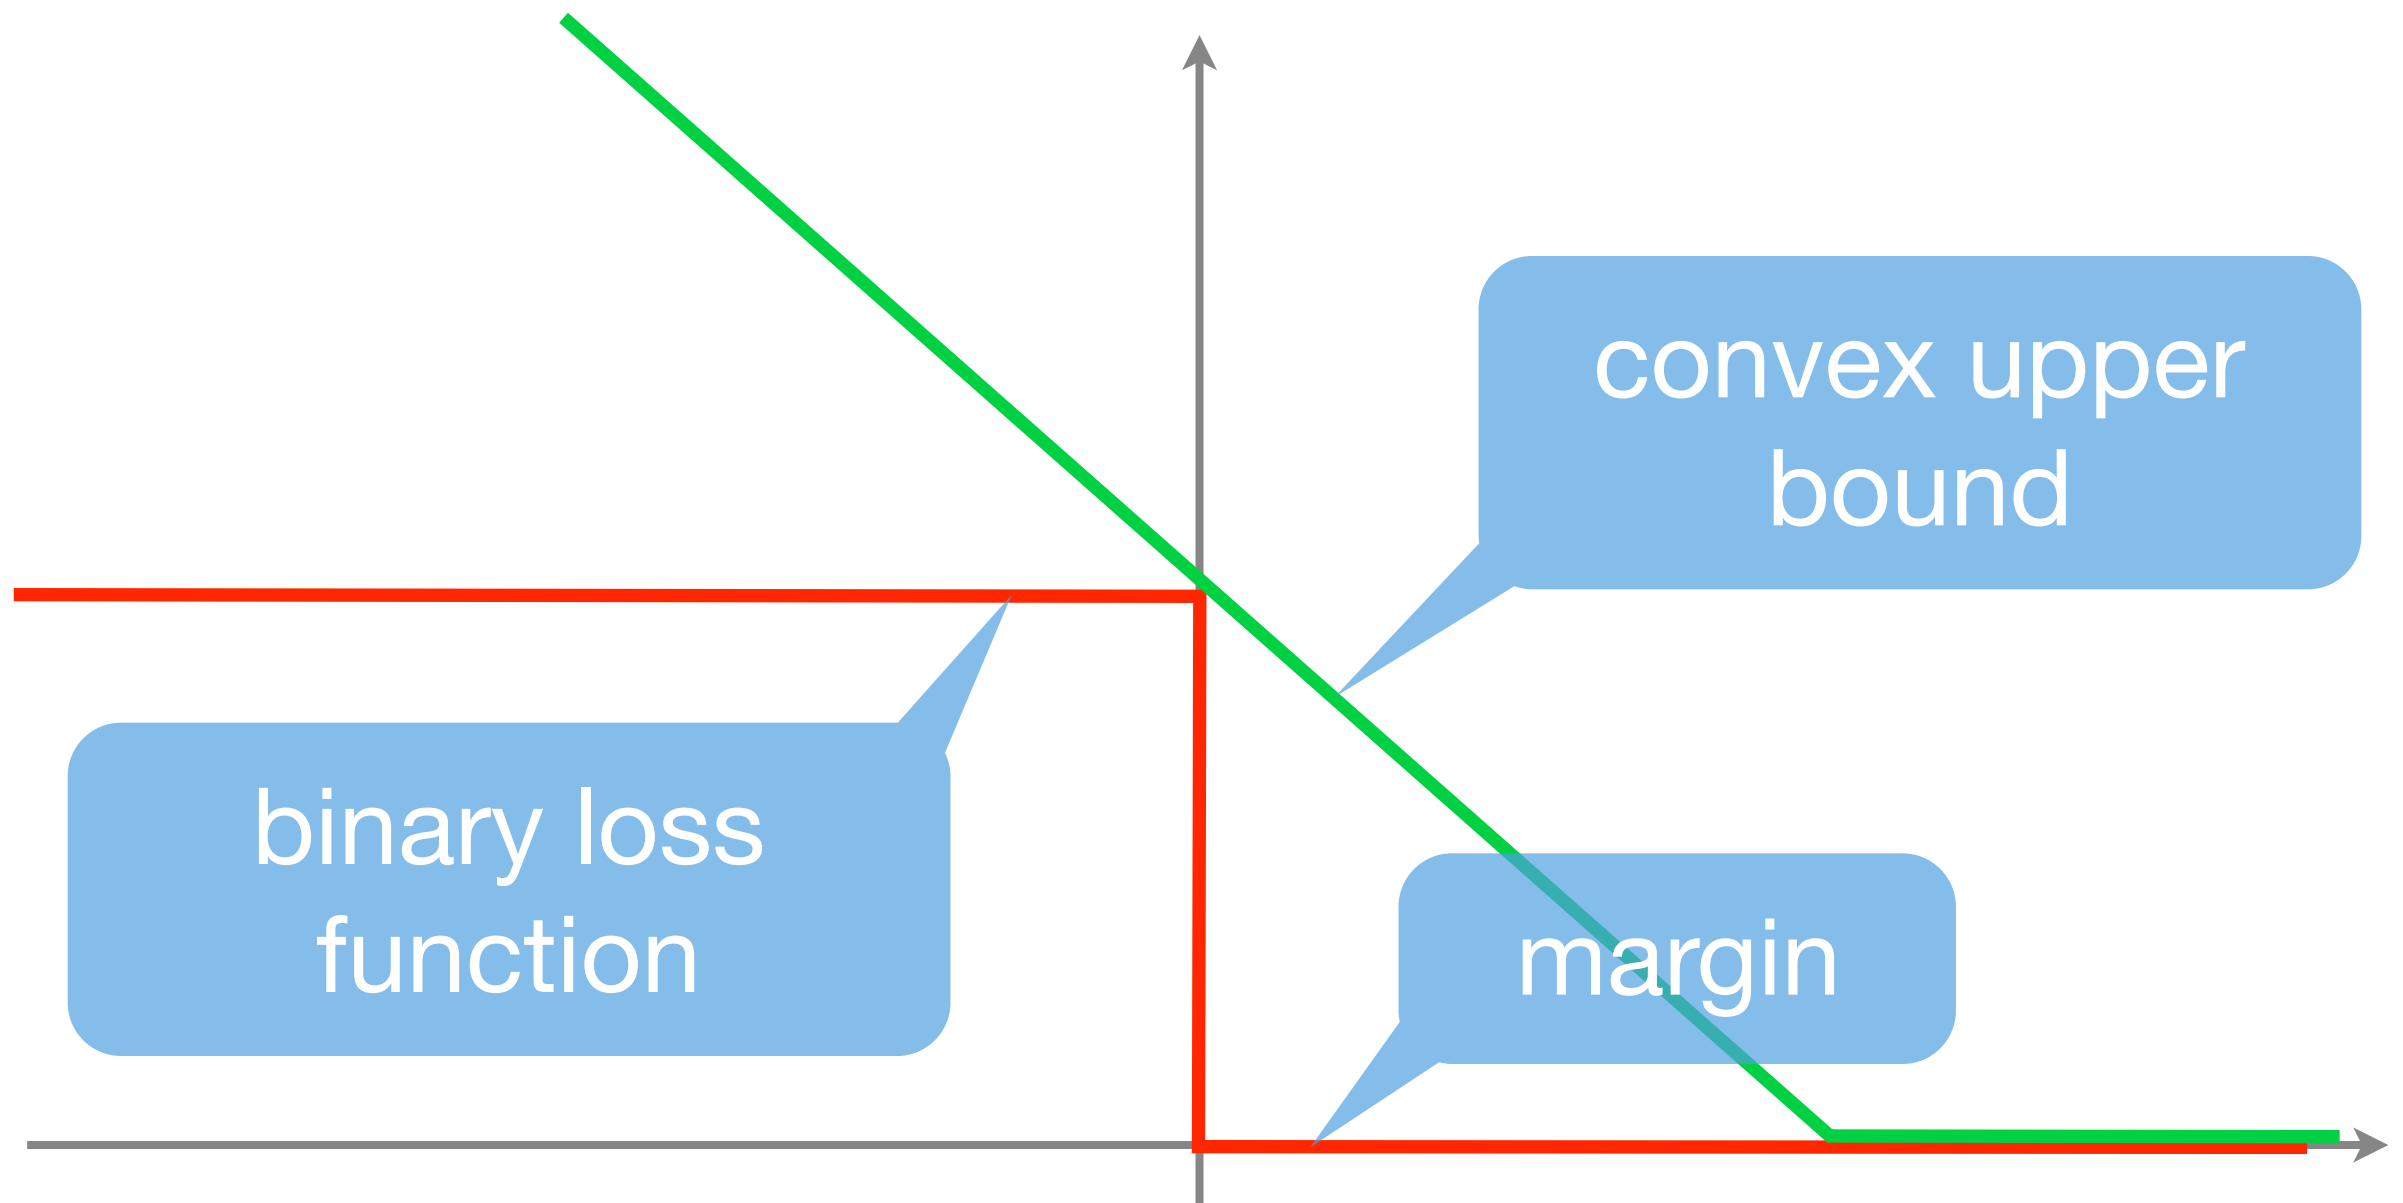 convex upper
bound
binary loss
function
margin